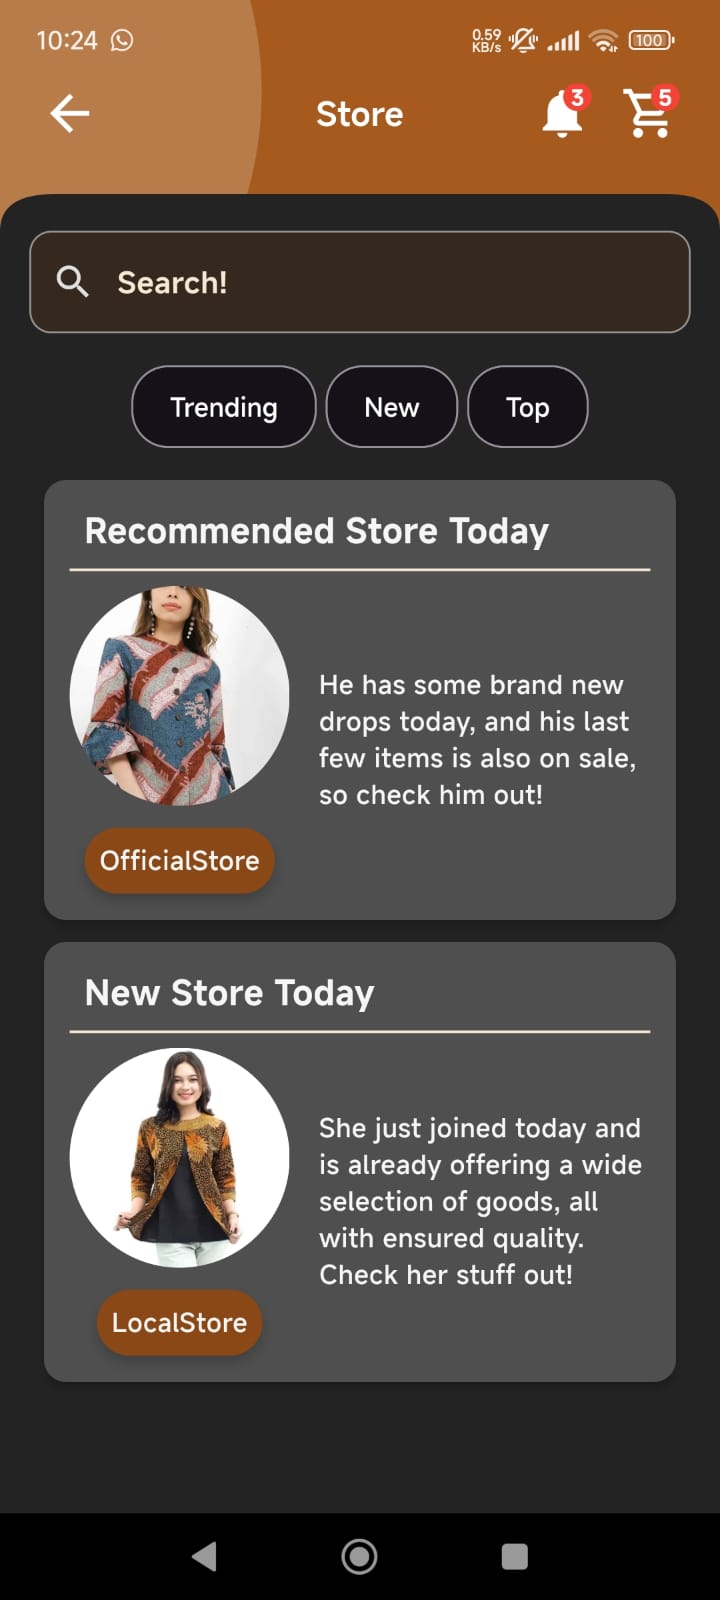 10:24
0.59
KB/s
100
Store
3
5
Search!
Trending
New
Top
Recommended Store Today
He has some brand new
drops today, and his last
few items is also on sale,
so check him out!
OfficialStore
New Store Today
She just joined today and
is already offering a wide
selection of goods, all
with ensured quality.
Check her stuff out!
LocalStore